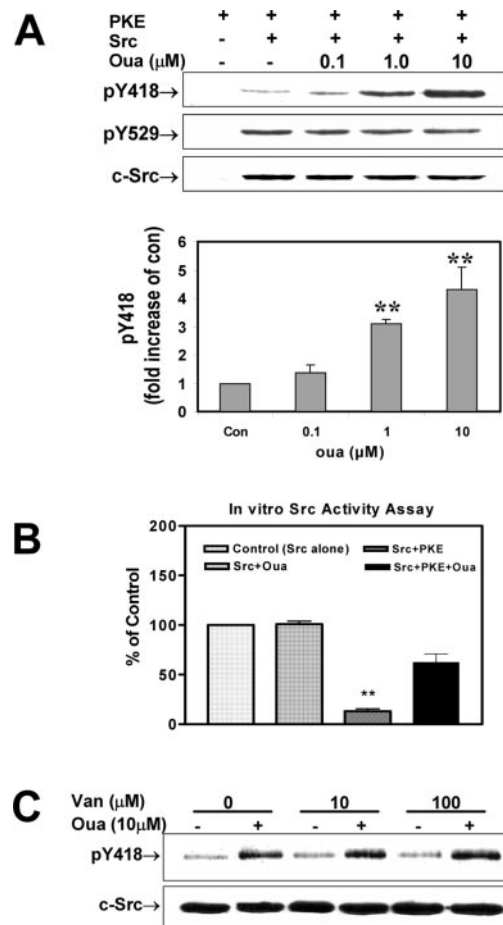 A
PKE + + + + +
Src - + + + +
Oua (μM) - - 0.1 1.0 10
pY418→
pY529→
c-Src→
pY418
(fold increase of con)
6
5
4
3
2
1
0
** **
Con 0.1 1 10
oua (μM)
B
In vitro Src Activity Assay
% of Control
200
150
100
50
0
Control (Src alone) Src+PKE
Src+Oua Src+PKE+Oua
**
C
Van (μM) 0 10 100
Oua (10μM) - + - + - +
pY418→
c-Src→